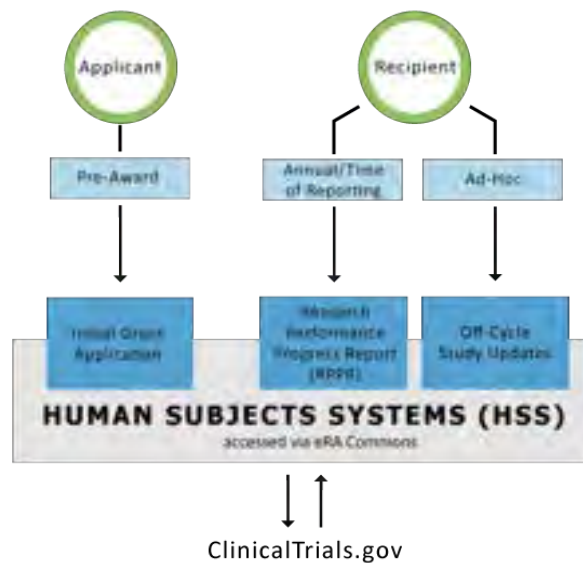 Applicant
Recipient
Pre-Award
Annual/Time
of Reporting
Ad-Hoc
Initial Grant
Application
Research
Performance
Progress Report
(RPPR)
Off-Cycle
Study Updates
HUMAN SUBJECTS SYSTEMS (HSS)
accessed via eRA Commons
ClinicalTrials.gov